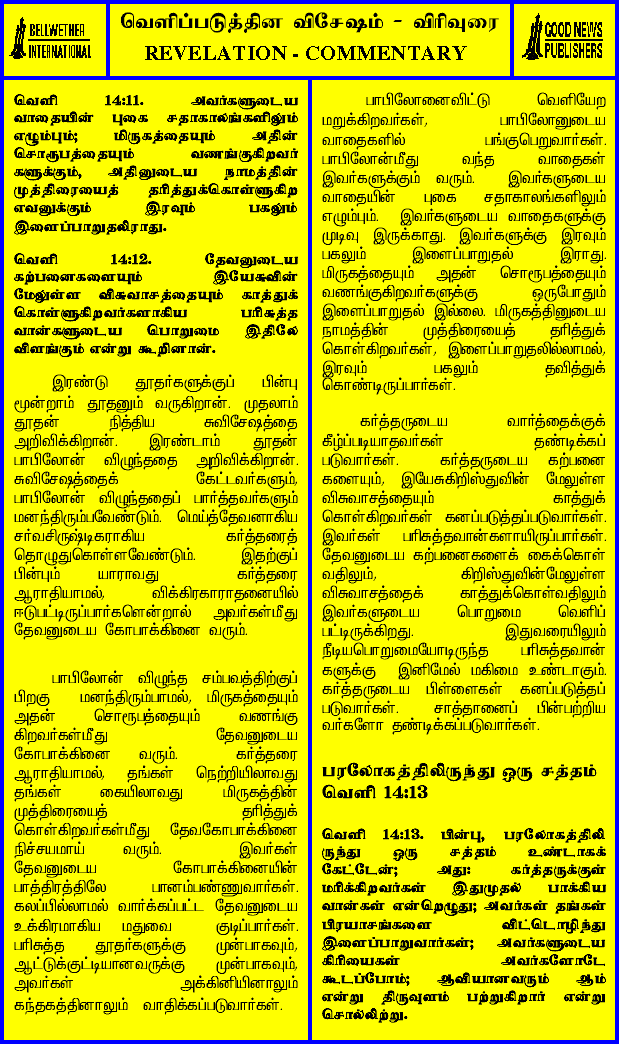 BELLWETHER
INTERNATIONAL
வெளிப்படுத்தின விசேஷம் - விரிவுரை
REVELATION - COMMENTARY
GOOD NEWS
PUBLISHERS
வெளி 14:11. அவர்களுடைய
வாதையின் புகை சதாகாலங்களிலும்
எழும்பும்; மிருகத்தையும் அதின்
சொரூபத்தையும் வணங்குகிறவர்
களுக்கும், அதினுடைய நாமத்தின்
முத்திரையைத் தரித்துக்கொள்ளுகிற
எவனுக்கும் இரவும் பகலும்
இளைப்பாறுதலிராது.
வெளி 14:12. தேவனுடைய
கற்பனைகளையும் இயேசுவின்
மேலுள்ள விசுவாசத்தையும் காத்துக்
கொள்ளுகிறவர்களாகிய பரிசுத்த
வான்களுடைய பொறுமை இதிலே
விளங்கும் என்று கூறினான்.
இரண்டு தூதர்களுக்குப் பின்பு
மூன்றாம் தூதனும் வருகிறான். முதலாம்
தூதன் நித்திய சுவிசேஷத்தை
அறிவிக்கிறான். இரண்டாம் தூதன்
பாபிலோன் விழுந்ததை அறிவிக்கிறான்.
சுவிசேஷத்தைக் கேட்டவர்களும்,
பாபிலோன் விழுந்ததைப் பார்த்தவர்களும்
மனந்திரும்பவேண்டும். மெய்த்தேவனாகிய
சர்வசிருஷ்டிகராகிய கர்த்தரைத்
தொழுதுகொள்ளவேண்டும். இதற்குப்
பின்பும் யாராவது கர்த்தரை
ஆராதியாமல், விக்கிரகாராதனையில்
ஈடுபட்டிருப்பார்களென்றால் அவர்கள்மீது
தேவனுடைய கோபாக்கினை வரும்.
பாபிலோன் விழுந்த சம்பவத்திற்குப்
பிறகு மனந்திரும்பாமல், மிருகத்தையும்
அதன் சொரூபத்தையும் வணங்கு
கிறவர்கள்மீது தேவனுடைய
கோபாக்கினை வரும். கர்த்தரை
ஆராதியாமல், தங்கள் நெற்றியிலாவது
தங்கள் கையிலாவது மிருகத்தின்
முத்திரையைத் தரித்துக்
கொள்கிறவர்கள்மீது தேவகோபாக்கினை
நிச்சயமாய் வரும். இவர்கள்
தேவனுடைய கோபாக்கினையின்
பாத்திரத்திலே பானம்பண்ணுவார்கள்.
கலப்பில்லாமல் வார்க்கப்பட்ட தேவனுடைய
உக்கிரமாகிய மதுவை குடிப்பார்கள்.
பரிசுத்த தூதர்களுக்கு முன்பாகவும்,
ஆட்டுக்குட்டியானவருக்கு முன்பாகவும்,
அவர்கள் அக்கினியினாலும்
கந்தகத்தினாலும் வாதிக்கப்படுவார்கள்.
பாபிலோனைவிட்டு வெளியேற
மறுக்கிறவர்கள், பாபிலோனுடைய
வாதைகளில் பங்குபெறுவார்கள்.
பாபிலோன்மீது வந்த வாதைகள்
இவர்களுக்கும் வரும். இவர்களுடைய
வாதையின் புகை சதாகாலங்களிலும்
எழும்பும். இவர்களுடைய வாதைகளுக்கு
முடிவு இருக்காது. இவர்களுக்கு இரவும்
பகலும் இளைப்பாறுதல் இராது.
மிருகத்தையும் அதன் சொரூபத்தையும்
வணங்குகிறவர்களுக்கு ஒருபோதும்
இளைப்பாறுதல் இல்லை. மிருகத்தினுடைய
நாமத்தின் முத்திரையைத் தரித்துக்
கொள்கிறவர்கள், இளைப்பாறுதலில்லாமல்,
இரவும் பகலும் தவித்துக்
கொண்டிருப்பார்கள்.
கர்த்தருடைய வார்த்தைக்குக்
கீழ்ப்படியாதவர்கள் தண்டிக்கப்
படுவார்கள். கர்த்தருடைய கற்பனை
களையும், இயேசுகிறிஸ்துவின் மேலுள்ள
விசுவாசத்தையும் காத்துக்
கொள்கிறவர்கள் கனப்படுத்தப்படுவார்கள்.
இவர்கள் பரிசுத்தவான்களாயிருப்பார்கள்.
தேவனுடைய கற்பனைகளைக் கைக்கொள்
வதிலும், கிறிஸ்துவின்மேலுள்ள
விசுவாசத்தைக் காத்துக்கொள்வதிலும்
இவர்களுடைய பொறுமை வெளிப்
பட்டிருக்கிறது. இதுவரையிலும்
நீடியபொறுமையோடிருந்த பரிசுத்தவான்
களுக்கு இனிமேல் மகிமை உண்டாகும்.
கர்த்தருடைய பிள்ளைகள் கனப்படுத்தப்
படுவார்கள். சாத்தானைப் பின்பற்றிய
வர்களோ தண்டிக்கப்படுவார்கள்.
பரலோகத்திலிருந்து ஒரு சத்தம்
வெளி 14:13
வெளி 14:13. பின்பு, பரலோகத்திலி
ருந்து ஒரு சத்தம் உண்டாகக்
கேட்டேன்; அது: கர்த்தருக்குள்
மரிக்கிறவர்கள் இதுமுதல் பாக்கிய
வான்கள் என்றெழுது; அவர்கள் தங்கள்
பிரயாசங்களை விட்டொழிந்து
இளைப்பாறுவார்கள்; அவர்களுடைய
கிரியைகள் அவர்களோடே
கூடப்போம்; ஆவியானவரும் ஆம்
என்று திருவுளம் பற்றுகிறார் என்று
சொல்லிற்று.